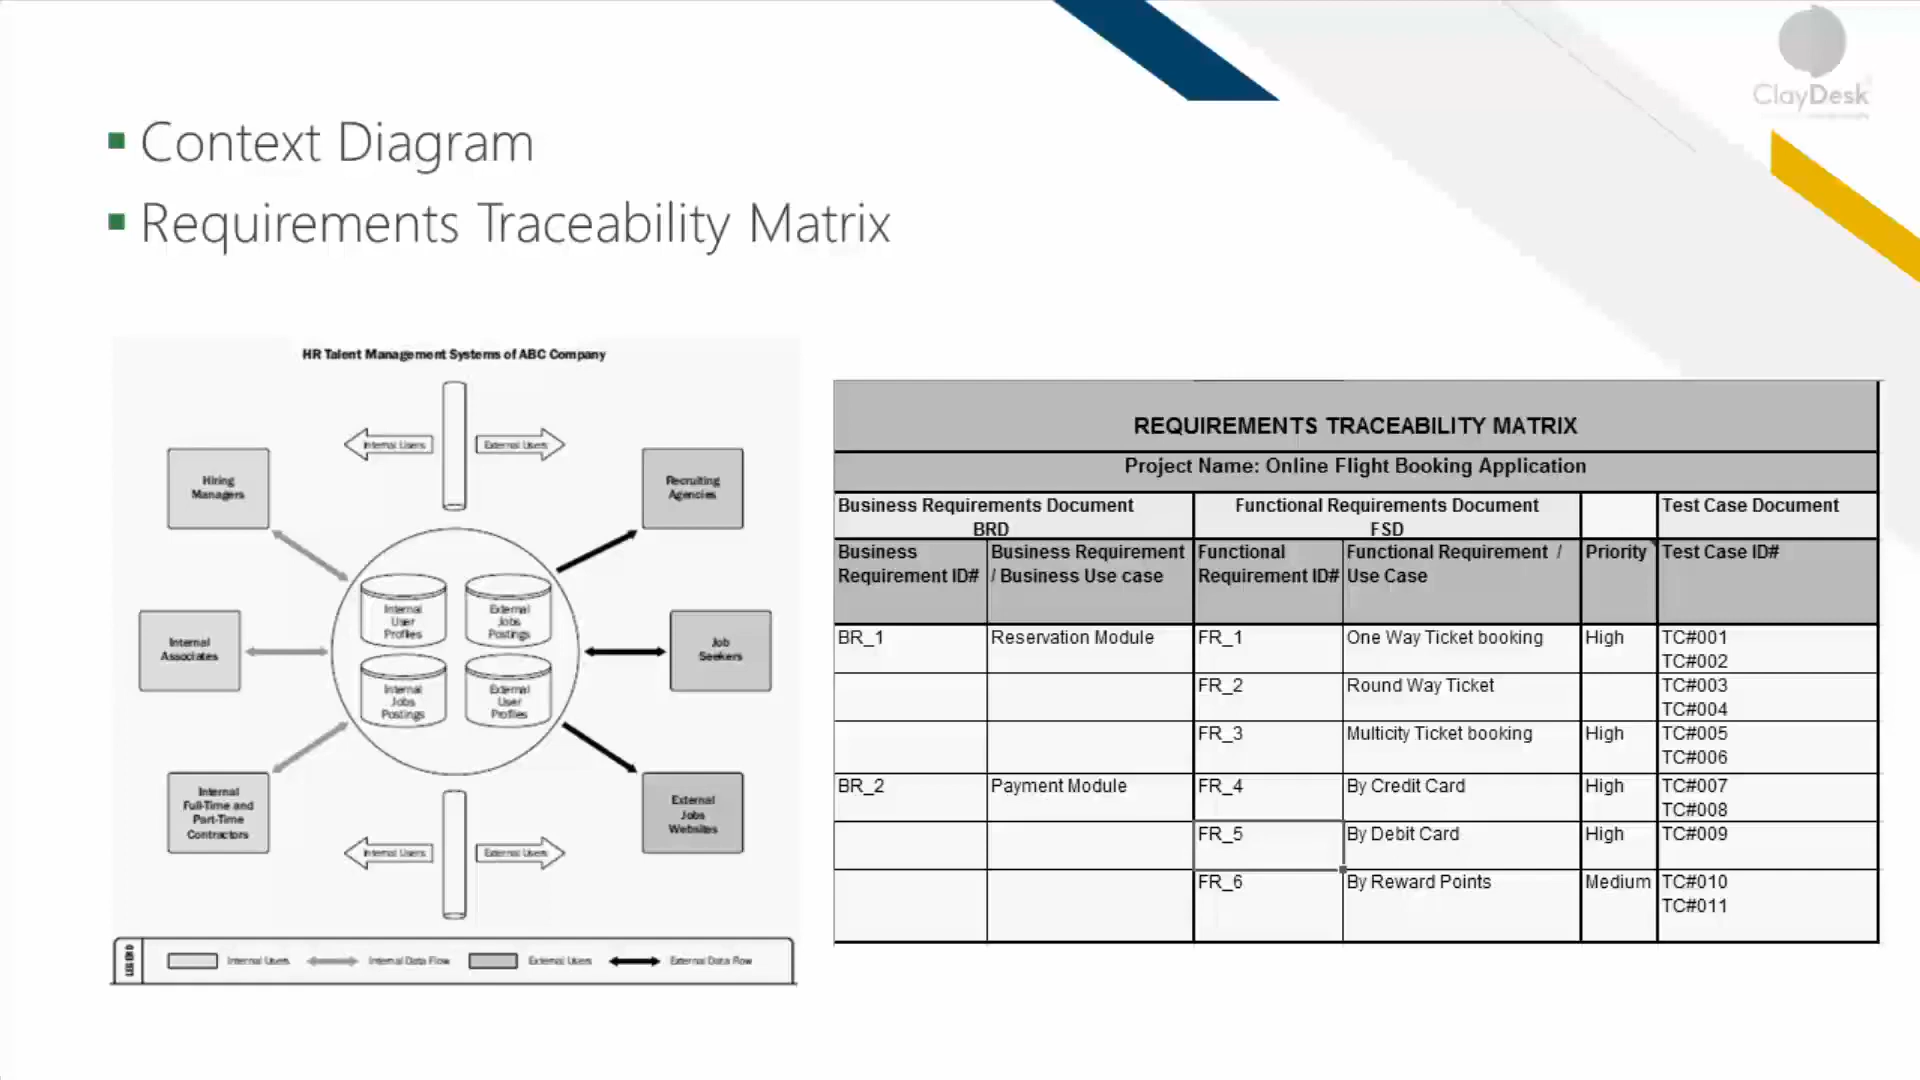 ClayDesk
Context Diagram
Requirements Traceability Matrix
HR Talent Management Systems of ABC Company
Internal Users
External Users
Hiring
Managers
Recruiting
Agencies
Internal
User
Profiles
External
Jobs
Postings
Internal
Associates
Job
Seekers
Internal
Jobs
Postings
External
User
Profiles
Internal
Full-Time and
Part-Time
Contractors
External
Jobs
Websites
Internal Users
External Users
LEGEND
Internal Users
Internal Data Flow
External Users
External Data Flow
REQUIREMENTS TRACEABILITY MATRIX
Project Name: Online Flight Booking Application
Business Requirements Document
BRD
Functional Requirements Document
FSD
Test Case Document
Business
Requirement ID#
Business Requirement
/ Business Use case
Functional
Requirement ID#
Functional Requirement /
Use Case
Priority
Test Case ID#
BR_1 Reservation Module FR_1 One Way Ticket booking High TC#001
TC#002
FR_2 Round Way Ticket TC#003
TC#004
FR_3 Multicity Ticket booking High TC#005
TC#006
BR_2 Payment Module FR_4 By Credit Card High TC#007
TC#008
FR_5 By Debit Card High TC#009
FR_6 By Reward Points Medium TC#010
TC#011